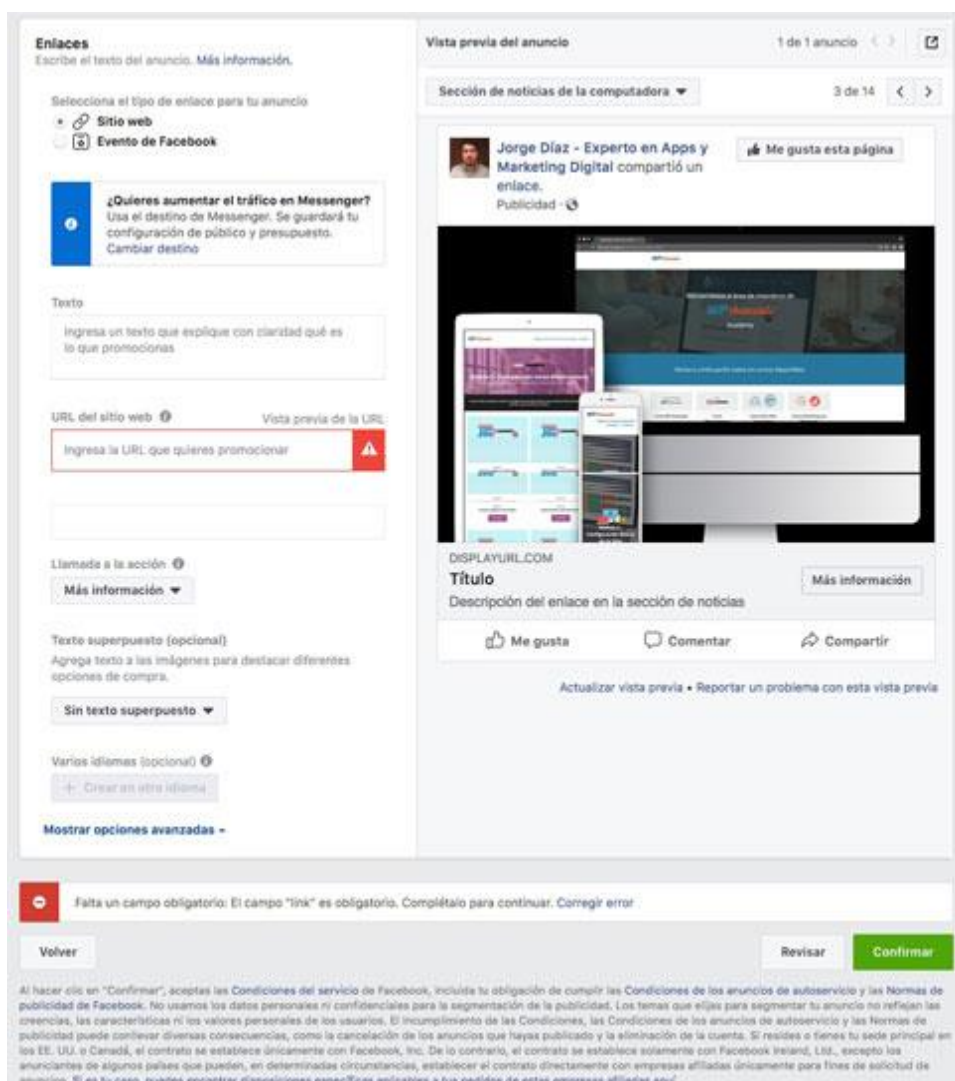 Enlaces
Escribe el texto del anuncio. Más información.
Selecciona el tipo de enlace para tu anuncio
Sitio web
Evento de Facebook
¿Quieres aumentar el tráfico en Messenger?
Usa el destino de Messenger. Se guardará tu
configuración de público y presupuesto.
Cambiar destino
Texto
Ingresa un texto que explique con claridad qué es
lo que promocionas
URL del sitio web
Vista previa de la URL
Ingresa la URL que quieres promocionar
Llamada a la acción
Más información
Texto superpuesto (opcional)
Agrega texto a las imágenes para destacar diferentes
opciones de compra.
Sin texto superpuesto
Varios idiomas (opcional)
+ Crear en otro idioma
Mostrar opciones avanzadas
Vista previa del anuncio
1 de 1 anuncio
Sección de noticias de la computadora
3 de 14
Jorge Díaz - Experto en Apps y
Marketing Digital compartió un
enlace.
Publicidad ·
Me gusta esta página
DISPLAYURL.COM
Título
Descripción del enlace en la sección de noticias
Más información
Me gusta
Comentar
Compartir
Actualizar vista previa • Reportar un problema con esta vista previa
Falta un campo obligatorio: El campo "link" es obligatorio. Complétalo para continuar. Corregir error
Volver
Revisar
Confirmar
Al hacer clic en "Confirmar", aceptas las Condiciones del servicio de Facebook, incluida tu obligación de cumplir las Condiciones de los anuncios de autoservicio y las Normas de
publicidad de Facebook. No usamos los datos personales ni confidenciales para la segmentación de la publicidad. Los temas que elijas para segmentar tu anuncio no reflejan las
creencias, las características ni los valores personales de los usuarios. El incumplimiento de las Condiciones, las Condiciones de los anuncios de autoservicio y las Normas de
publicidad puede conllevar diversas consecuencias, como la cancelación de los anuncios que hayas publicado y la eliminación de la cuenta. Si resides o tienes tu sede principal en
los EE. UU. o Canadá, el contrato se establece únicamente con Facebook, Inc. De lo contrario, el contrato se establece solamente con Facebook Ireland, Ltd., excepto los
anunciantes de algunos países que pueden, en determinadas circunstancias, establecer el contrato directamente con empresas afiliadas únicamente para fines de solicitud de
anuncios. Si es tu caso, puedes encontrar disposiciones específicas aplicables a tus pedidos de estas empresas afiliadas aquí.